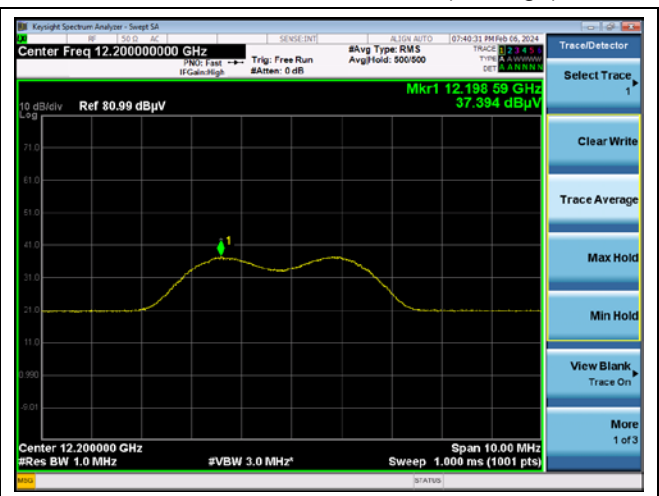 Keysight Spectrum Analyzer - Swept SA
RF 50 Ω AC SENSE:INT ALIGN AUTO 07:40:31 PM Feb 06, 2024
Center Freq 12.200000000 GHz
PNO: Fast
IFGain:High
Trig: Free Run
#Atten: 0 dB
#Avg Type: RMS
Avg|Hold: 500/500
TRACE 1 2 3 4 5 6
TYPE A A WWWW
DET A A N N N N
Mkr1 12.198 59 GHz
37.394 dBµV
10 dB/div Ref 80.99 dBµV
Log
1
71.0
61.0
51.0
41.0
31.0
21.0
11.0
0.990
-9.01
Center 12.200000 GHz Span 10.00 MHz
#Res BW 1.0 MHz #VBW 3.0 MHz* Sweep 1.000 ms (1001 pts)
MSG STATUS
Trace/Detector
Select Trace
1
Clear Write
Trace Average
Max Hold
Min Hold
View Blank
Trace On
More
1 of 3